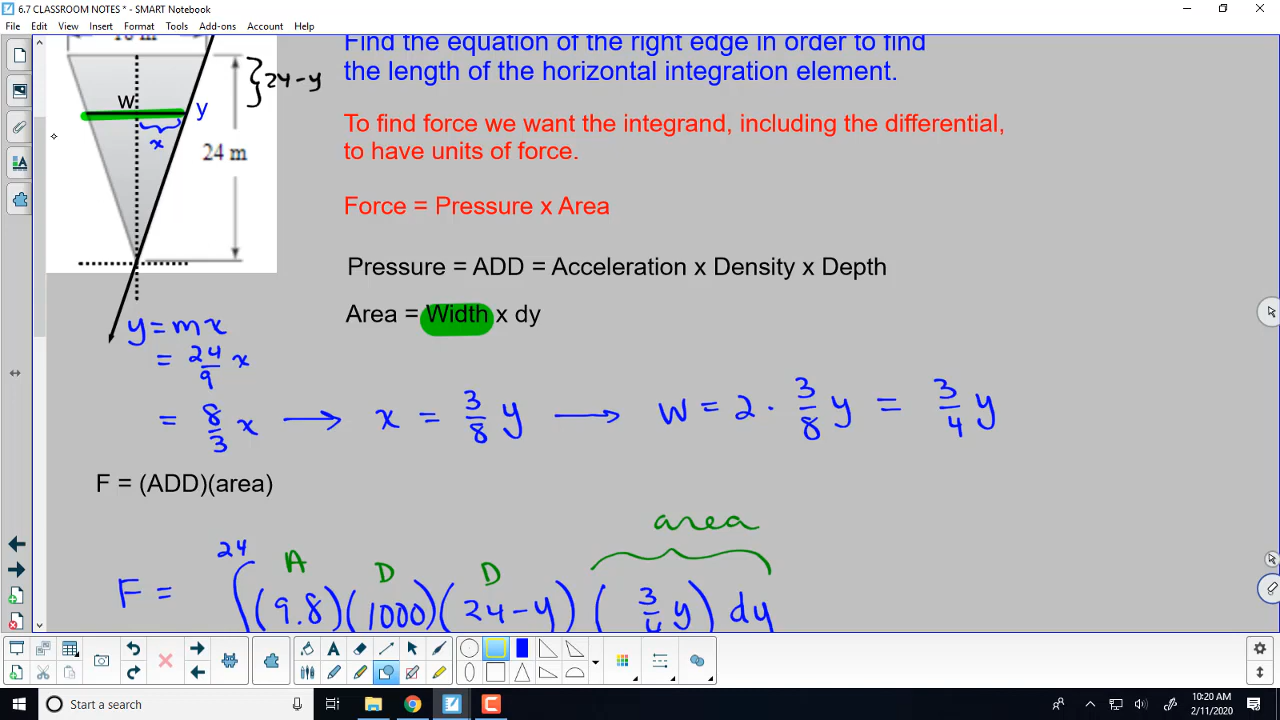 6.7 CLASSROOM NOTES * - SMART Notebook
File Edit View Insert Format Tools Add-ons Account Help
24-y
W
y
x
24 m
Find the equation of the right edge in order to find
the length of the horizontal integration element.
To find force we want the integrand, including the differential,
to have units of force.
Force = Pressure x Area
Pressure = ADD = Acceleration x Density x Depth
Area = Width x dy
y = mx
= 24/9 x
= 8/3 x → x = 3/8 y → W = 2 · 3/8 y = 3/4 y
F = (ADD)(area)
area
24 A D D
F = ∫(9.8)(1000)(24-y)(3/4 y) dy
Start a search
10:20 AM
2/11/2020